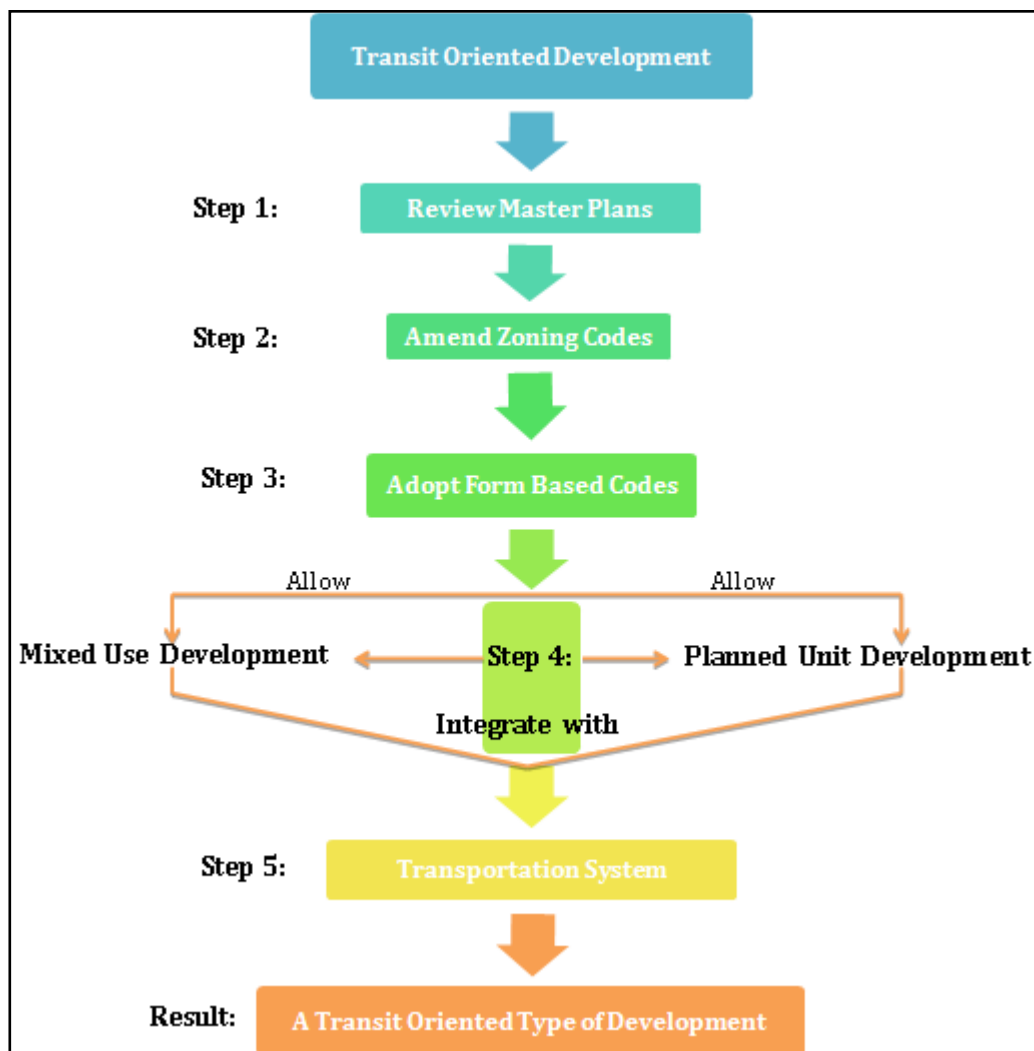 Transit Oriented Development
Step 1:
Review Master Plans
Step 2:
Amend Zoning Codes
Step 3:
Adopt Form Based Codes
Allow
Allow
Mixed Use Development
Step 4:
Planned Unit Development
Integrate with
Step 5:
Transportation System
Result:
A Transit Oriented Type of Development